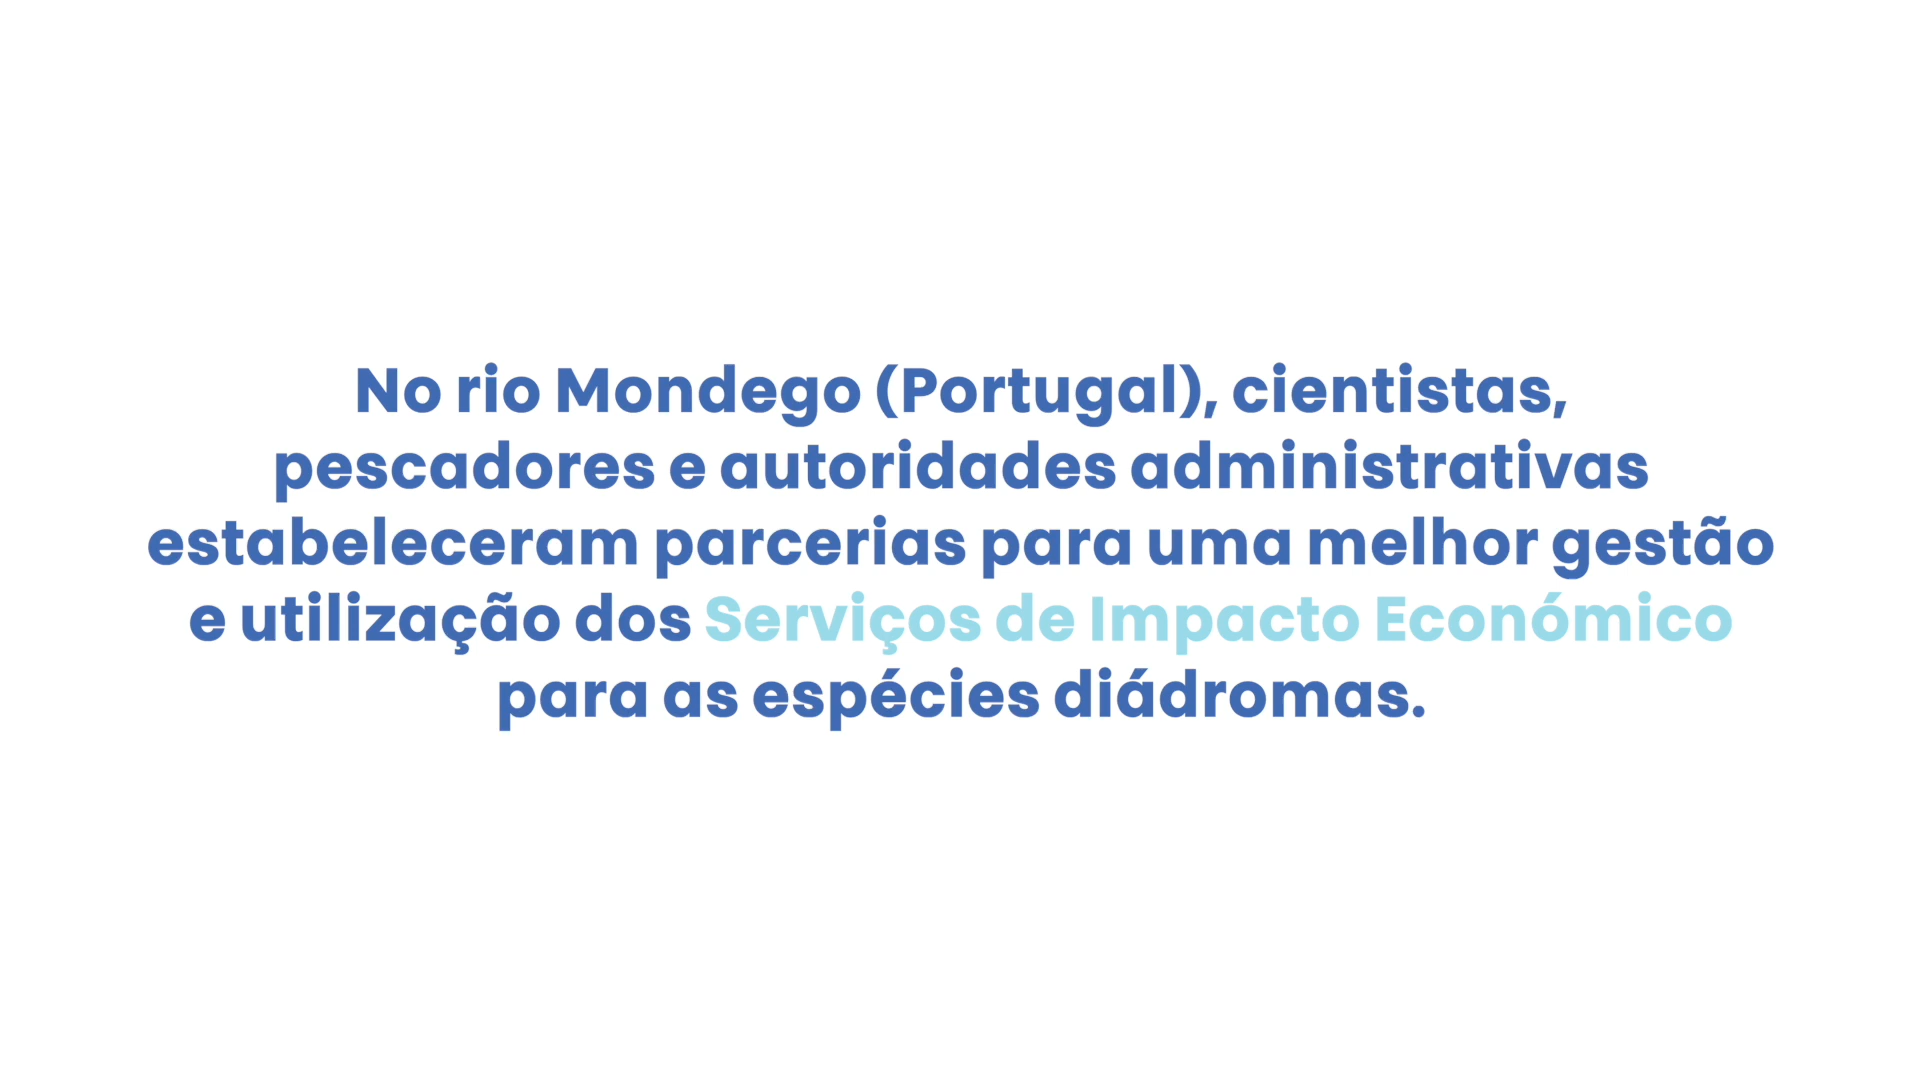 No rio Mondego (Portugal), cientistas,
pescadores e autoridades administrativas
estabeleceram parcerias para uma melhor gestão
e utilização dos Serviços de Impacto Económico
para as espécies diádromas.